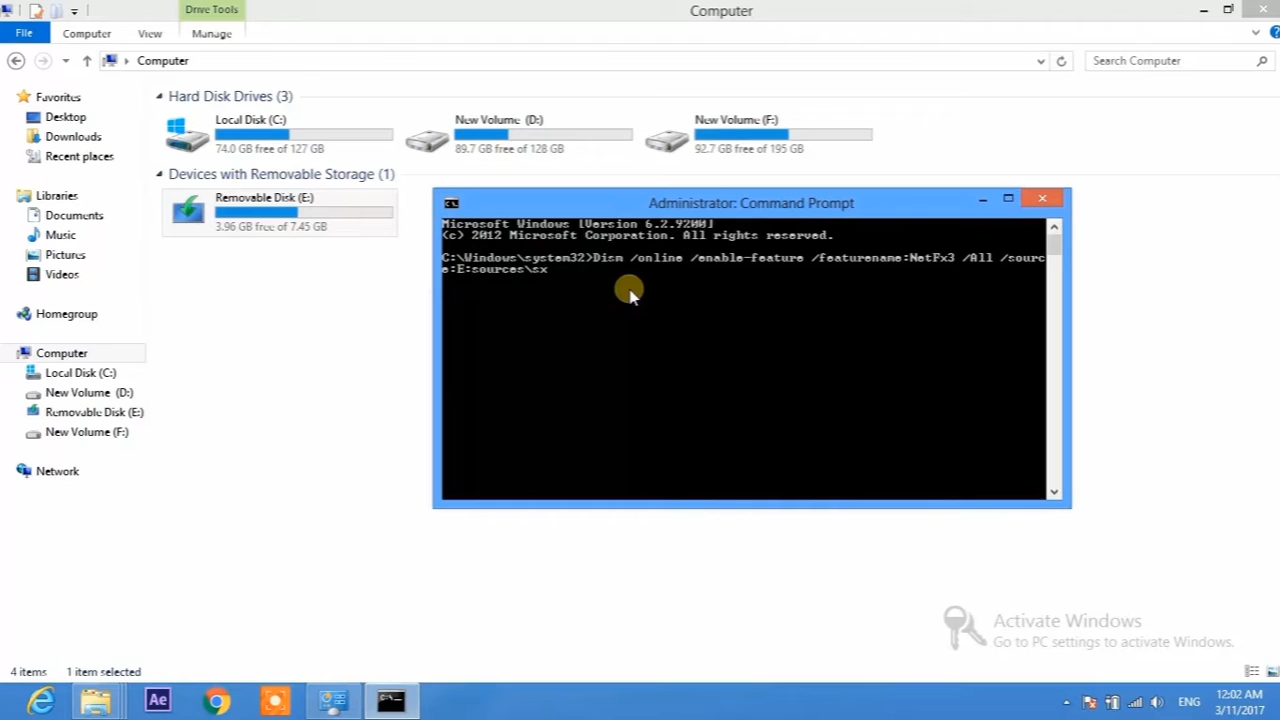 Drive Tools
Computer
File
Computer
View
Manage
Computer
Search Computer
Favorites
Desktop
Downloads
Recent places
Libraries
Documents
Music
Pictures
Videos
Homegroup
Computer
Local Disk (C:)
New Volume (D:)
Removable Disk (E:)
New Volume (F:)
Network
Hard Disk Drives (3)
Local Disk (C:)
74.0 GB free of 127 GB
New Volume (D:)
89.7 GB free of 128 GB
New Volume (F:)
92.7 GB free of 195 GB
Devices with Removable Storage (1)
Removable Disk (E:)
3.96 GB free of 7.45 GB
Administrator: Command Prompt
Microsoft Windows [Version 6.2.9200]
(c) 2012 Microsoft Corporation. All rights reserved.
C:\Windows\system32>Dism /online /enable-feature /featurename:NetFx3 /All /sourc
e:E:sources\sx
Activate Windows
Go to PC settings to activate Windows.
4 items
1 item selected
Ae
C:\
ENG
12:02 AM
3/11/2017